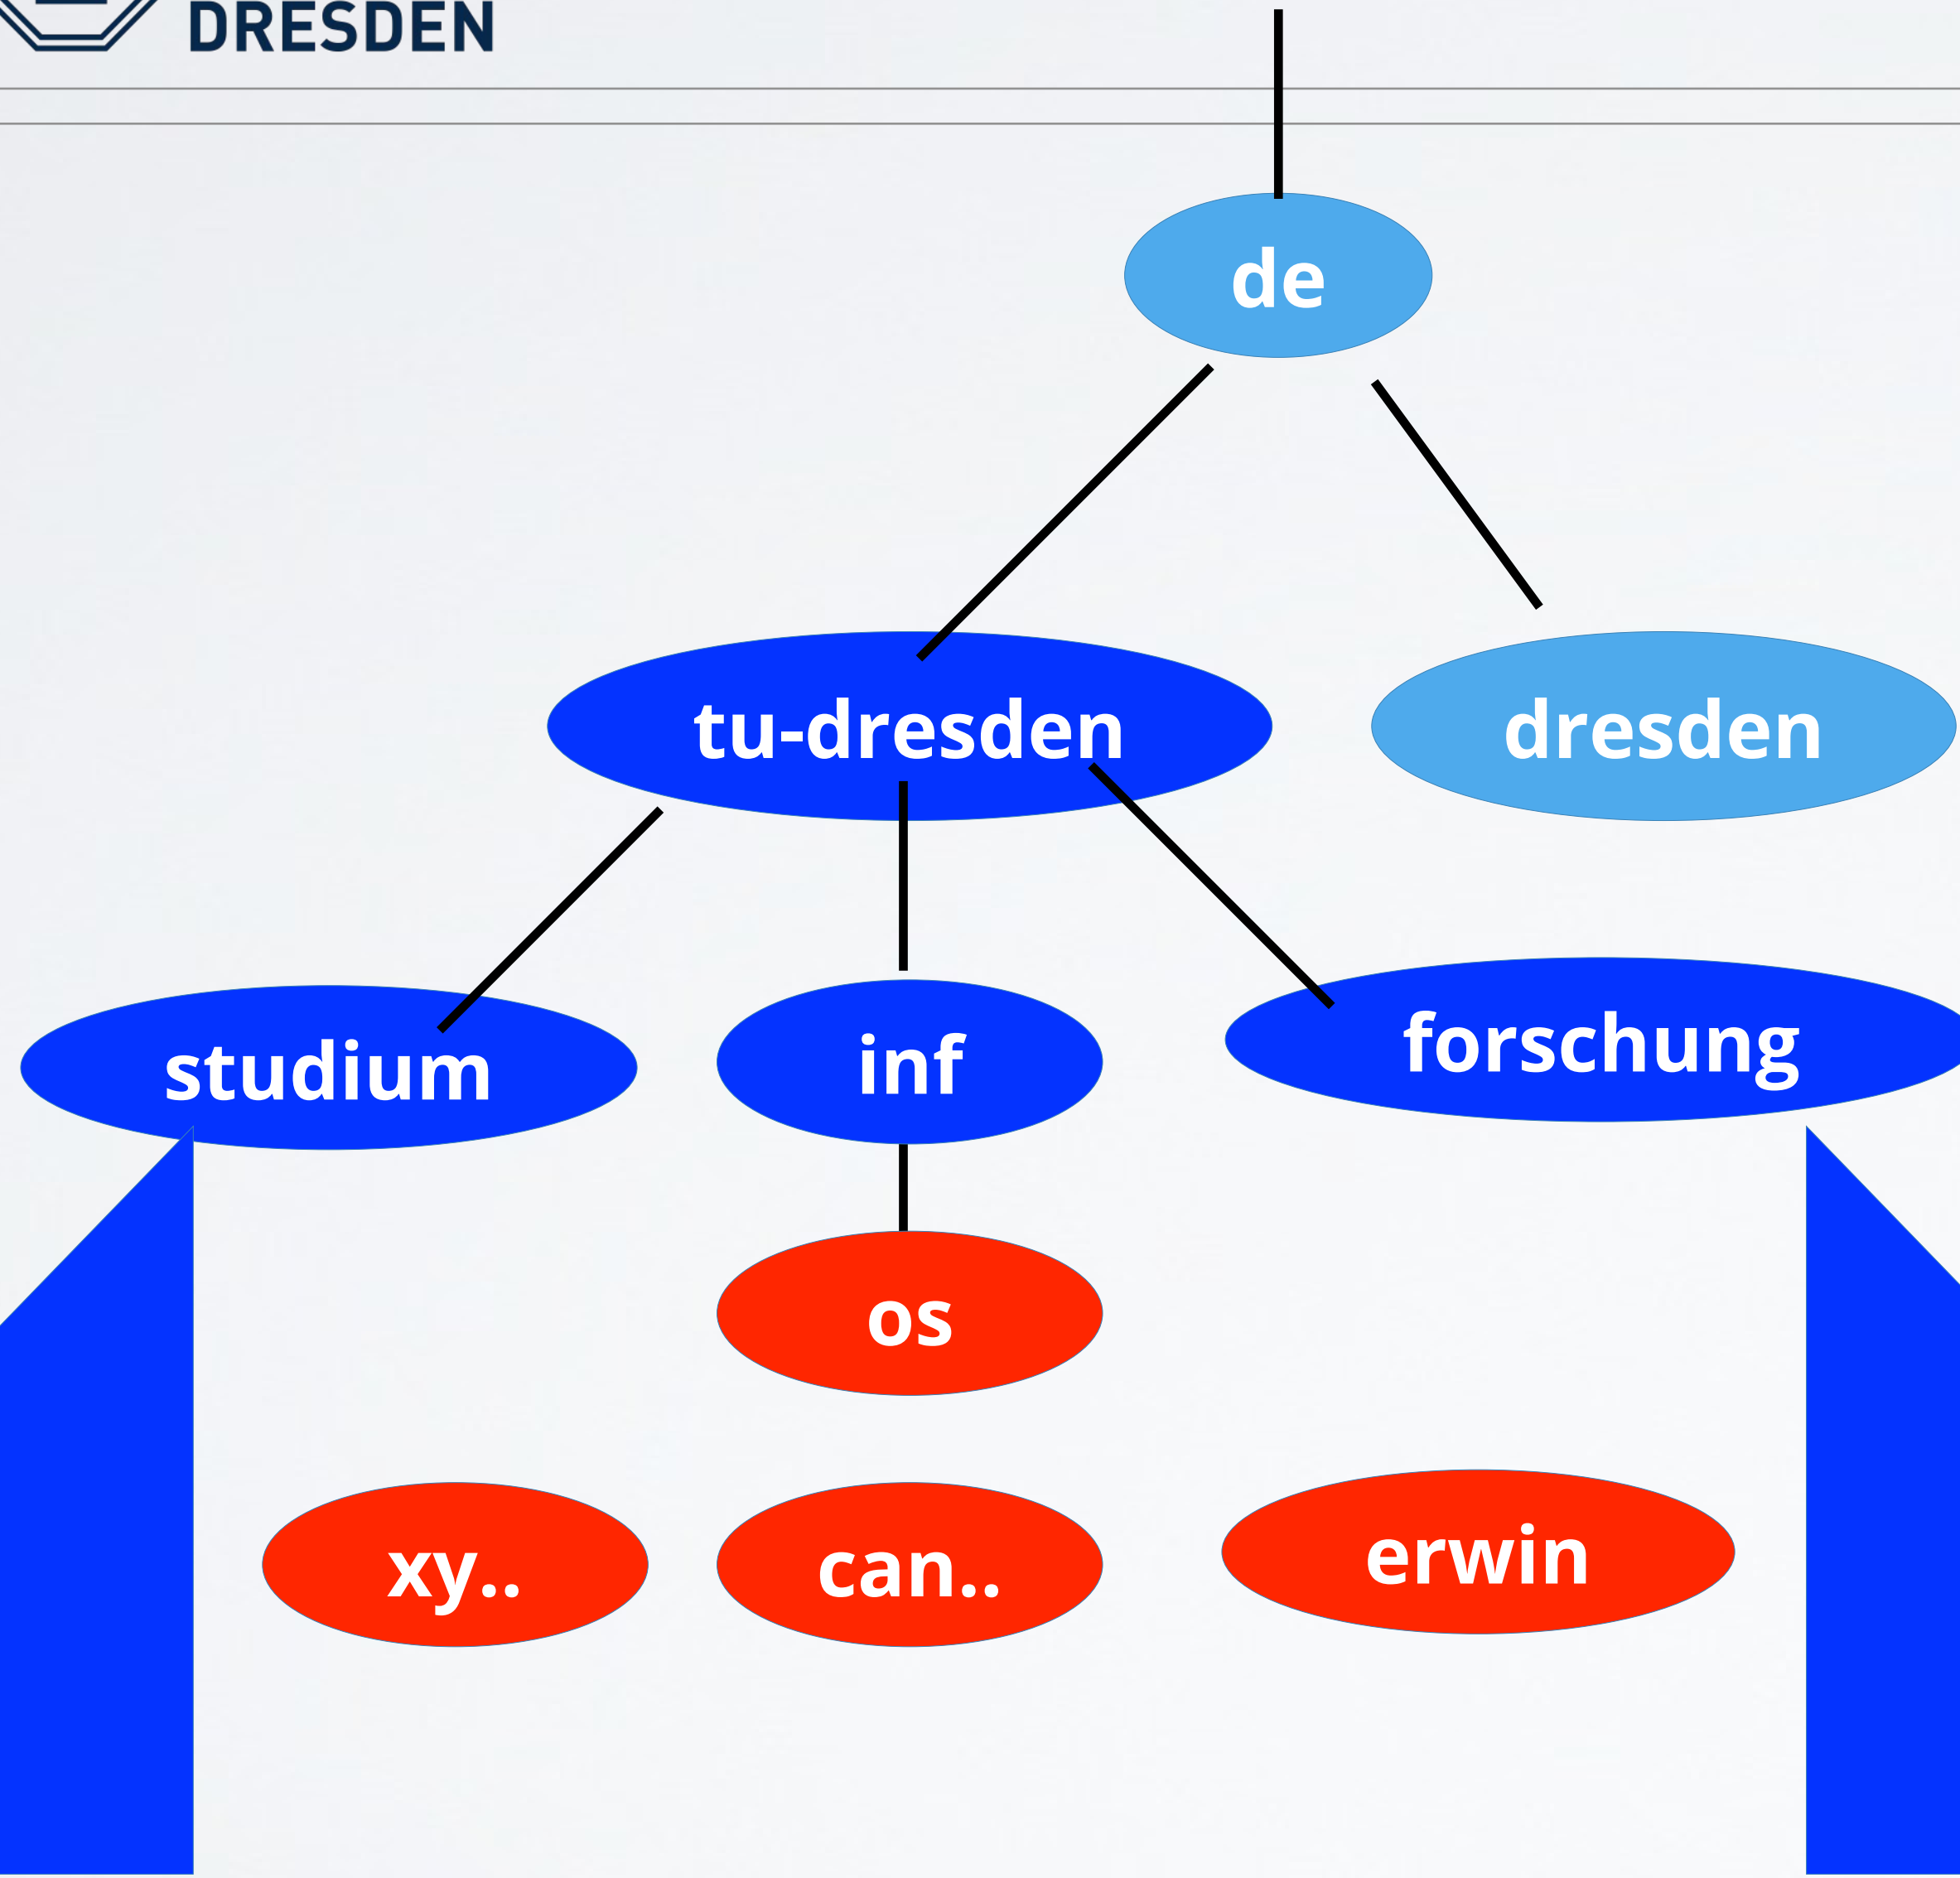 DRESDEN
de
tu-dresden
dresden
studium
inf
forschung
os
xy..
can..
erwin